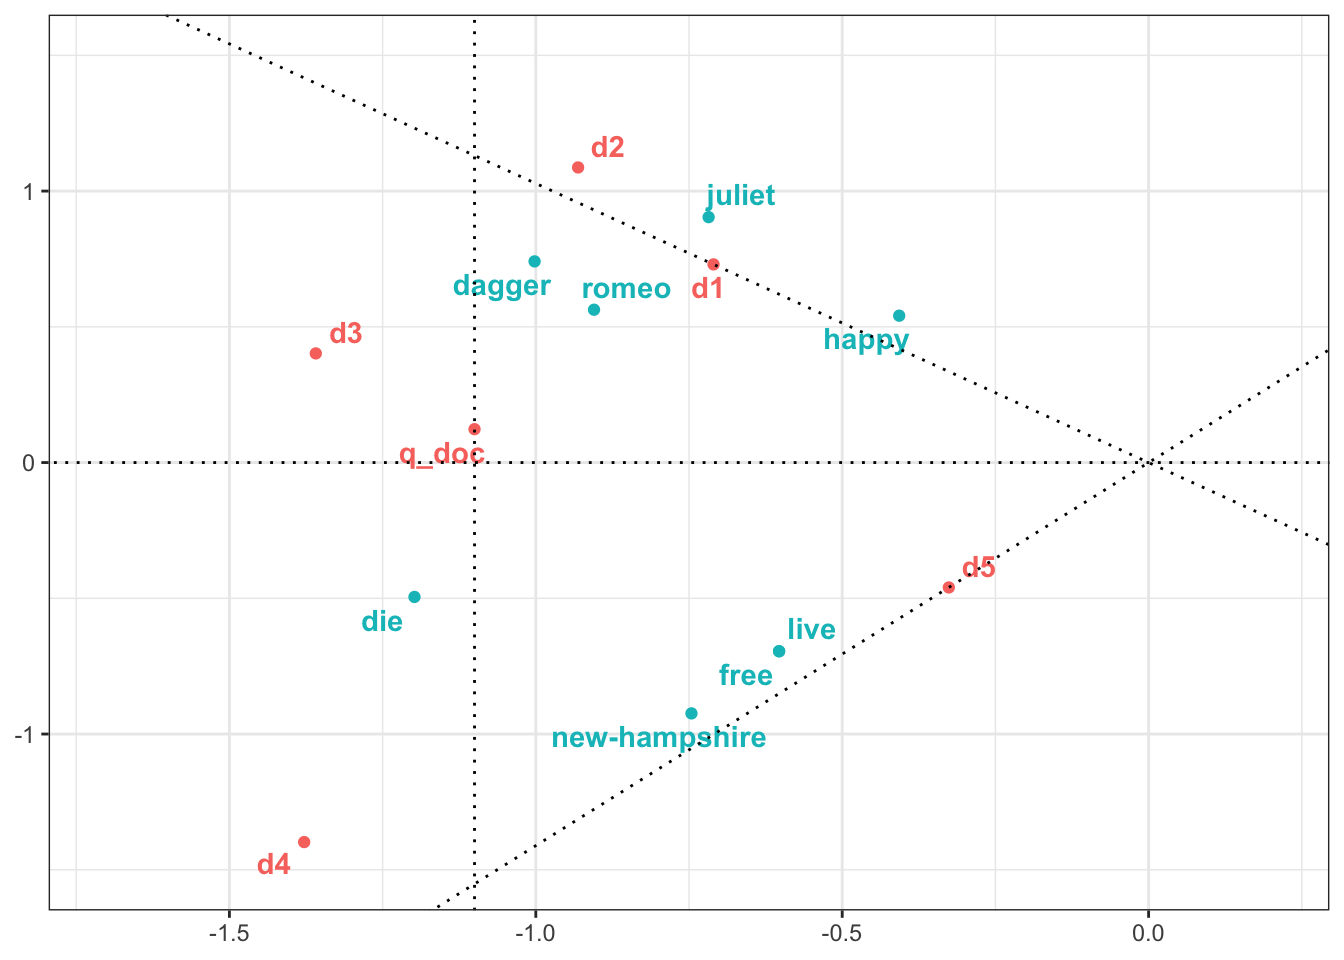 d2
1
juliet
dagger
romeo
d1
d3
happy
q_doc
0
d5
die
live
free
new-hampshire
-1
d4
-1.5
-1.0
-0.5
0.0